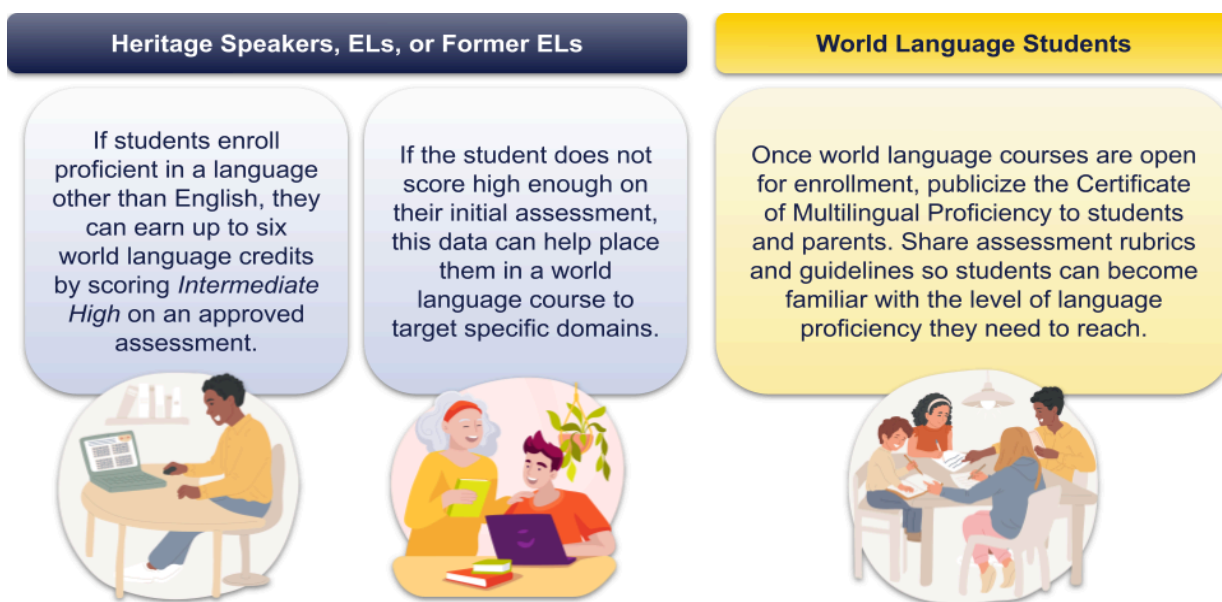 Heritage Speakers, ELs, or Former ELs
If students enroll
proficient in a language
other than English, they
can earn up to six
world language credits
by scoring Intermediate
High on an approved
assessment.
If the student does not
score high enough on
their initial assessment,
this data can help place
them in a world
language course to
target specific domains.
World Language Students
Once world language courses are open
for enrollment, publicize the Certificate
of Multilingual Proficiency to students
and parents. Share assessment rubrics
and guidelines so students can become
familiar with the level of language
proficiency they need to reach.